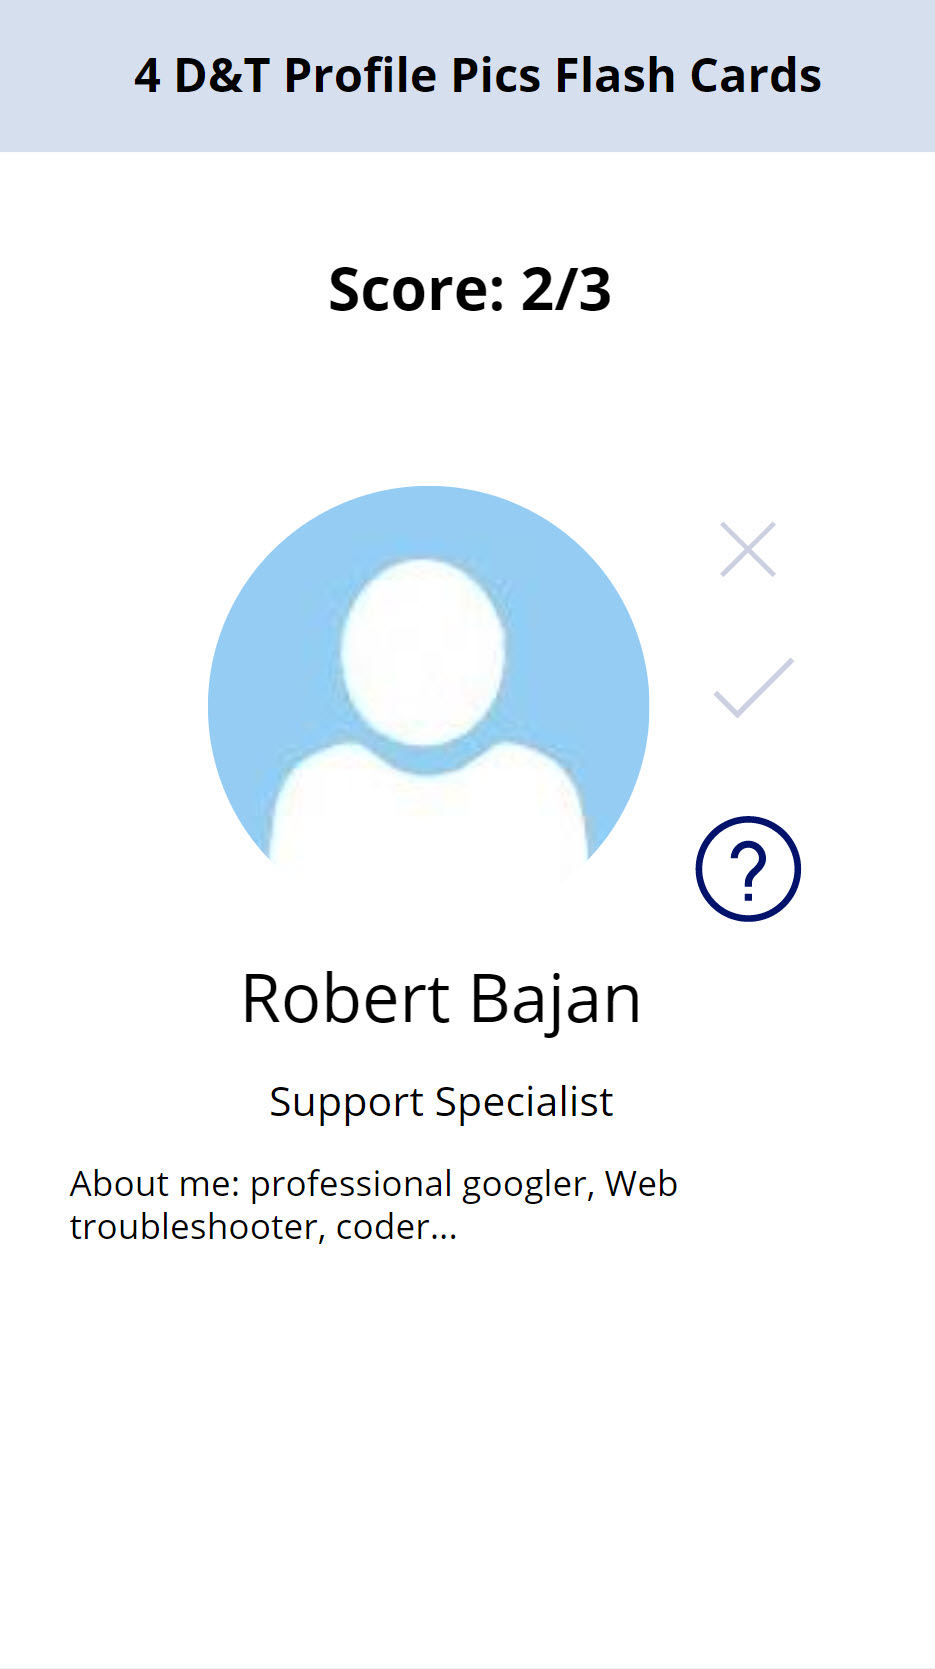 4 D&T Profile Pics Flash Cards
Score: 2/3
?
Robert Bajan
Support Specialist
About me: professional googler, Web
troubleshooter, coder...